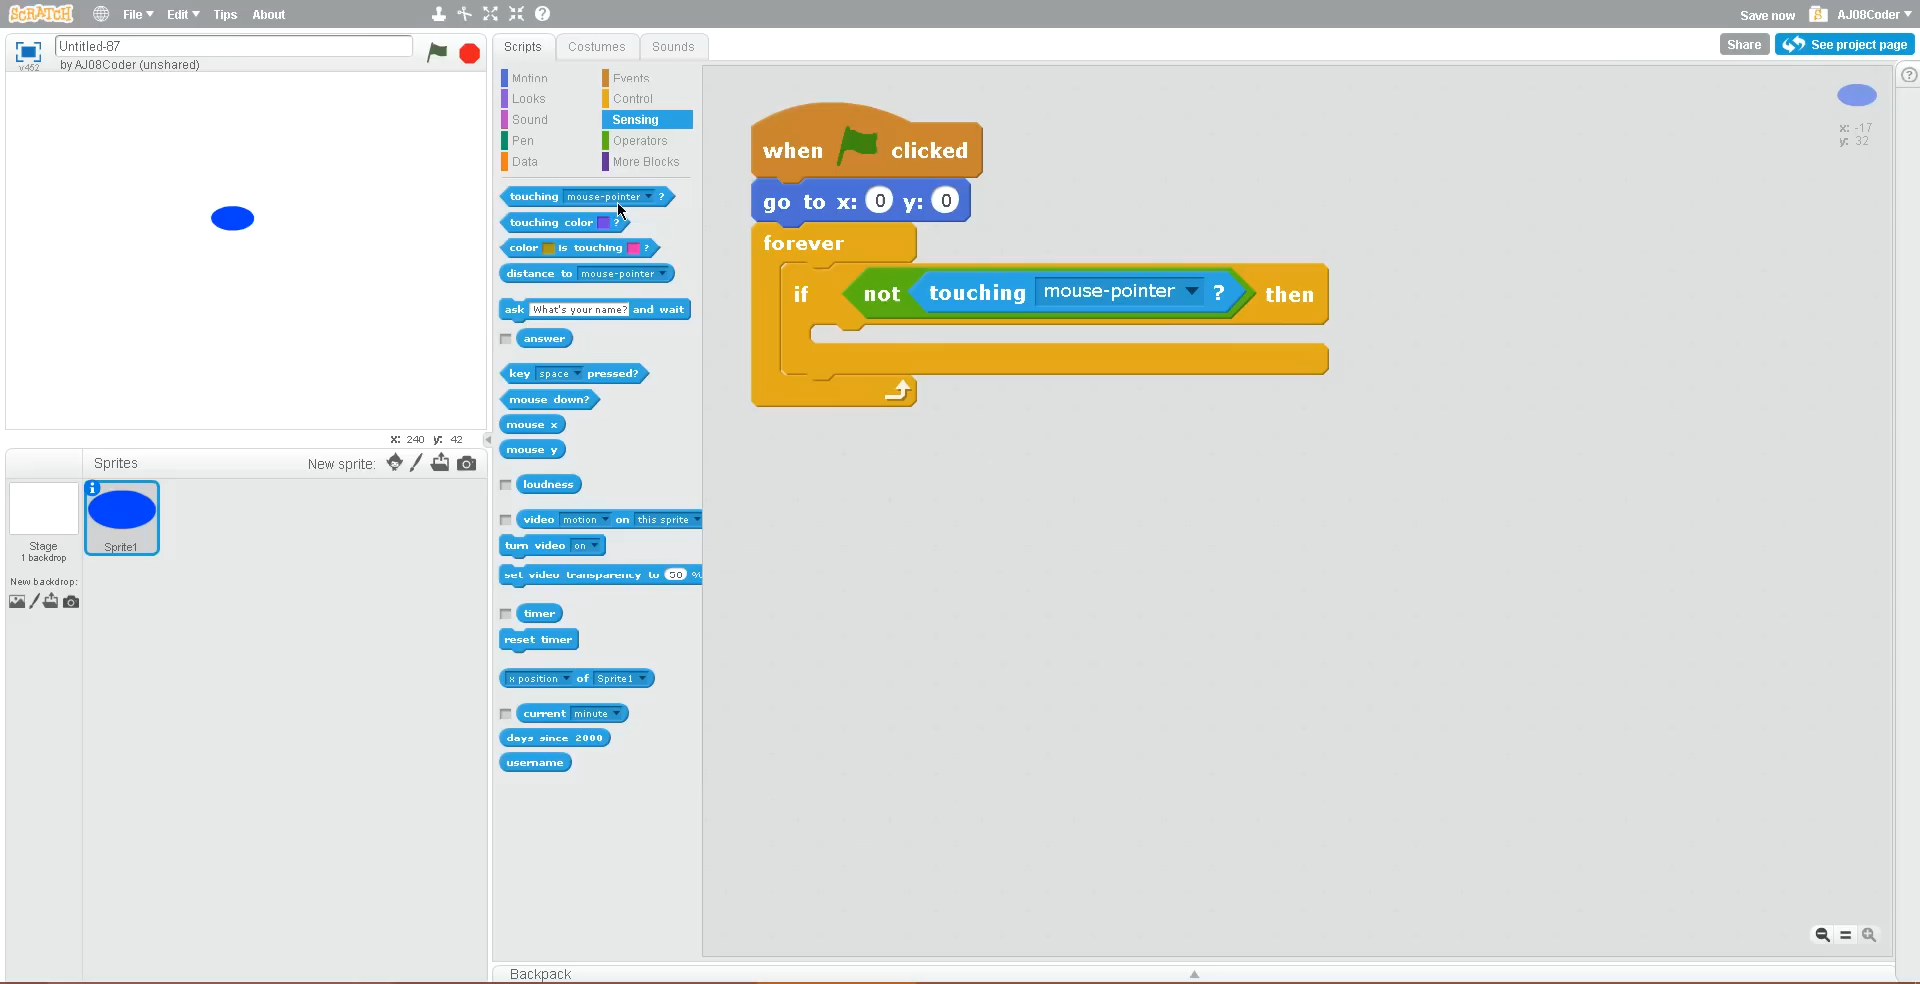 SCRATCH File Edit Tips About Save now AJ08Coder
v452 Untitled-87
by AJ08Coder (unshared)
Scripts Costumes Sounds Share See project page
Motion Events
Looks Control
Sound Sensing
Pen Operators
Data More Blocks
touching mouse-pointer ?
touching color ?
color is touching ?
distance to mouse-pointer
ask What's your name? and wait
answer
key space pressed?
mouse down?
mouse x
mouse y
loudness
video motion on this sprite
turn video on
set video transparency to 50 %
timer
reset timer
x position of Sprite1
current minute
days since 2000
username
when clicked
go to x: 0 y: 0
forever
if not touching mouse-pointer ? then
x: -17
y: 32
x: 240 y: 42
Sprites New sprite:
Stage
1 backdrop
New backdrop:
Sprite1
Backpack